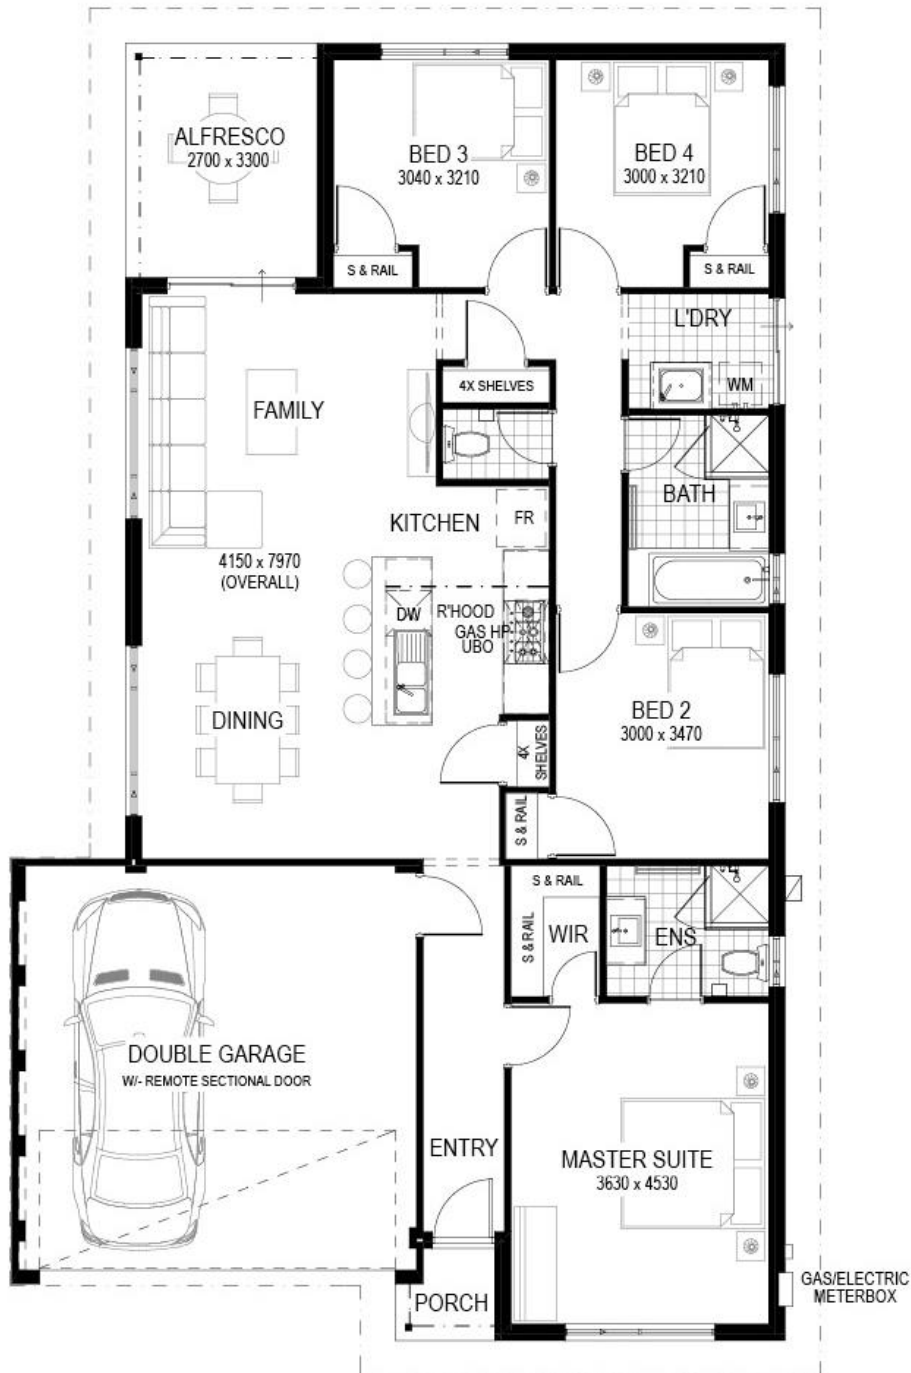 ALFRESCO
2700 x 3300
BED 3
3040 x 3210
BED 4
3000 x 3210
S & RAIL
S & RAIL
L'DRY
WM
4X SHELVES
FAMILY
KITCHEN
FR
BATH
4150 x 7970
(OVERALL)
DW
R'HOOD
GAS HP
UBO
DINING
BED 2
3000 x 3470
4X
SHELVES
S & RAIL
S & RAIL
S & RAIL
WIR
ENS
DOUBLE GARAGE
W/- REMOTE SECTIONAL DOOR
ENTRY
MASTER SUITE
3630 x 4530
PORCH
GAS/ELECTRIC
METERBOX